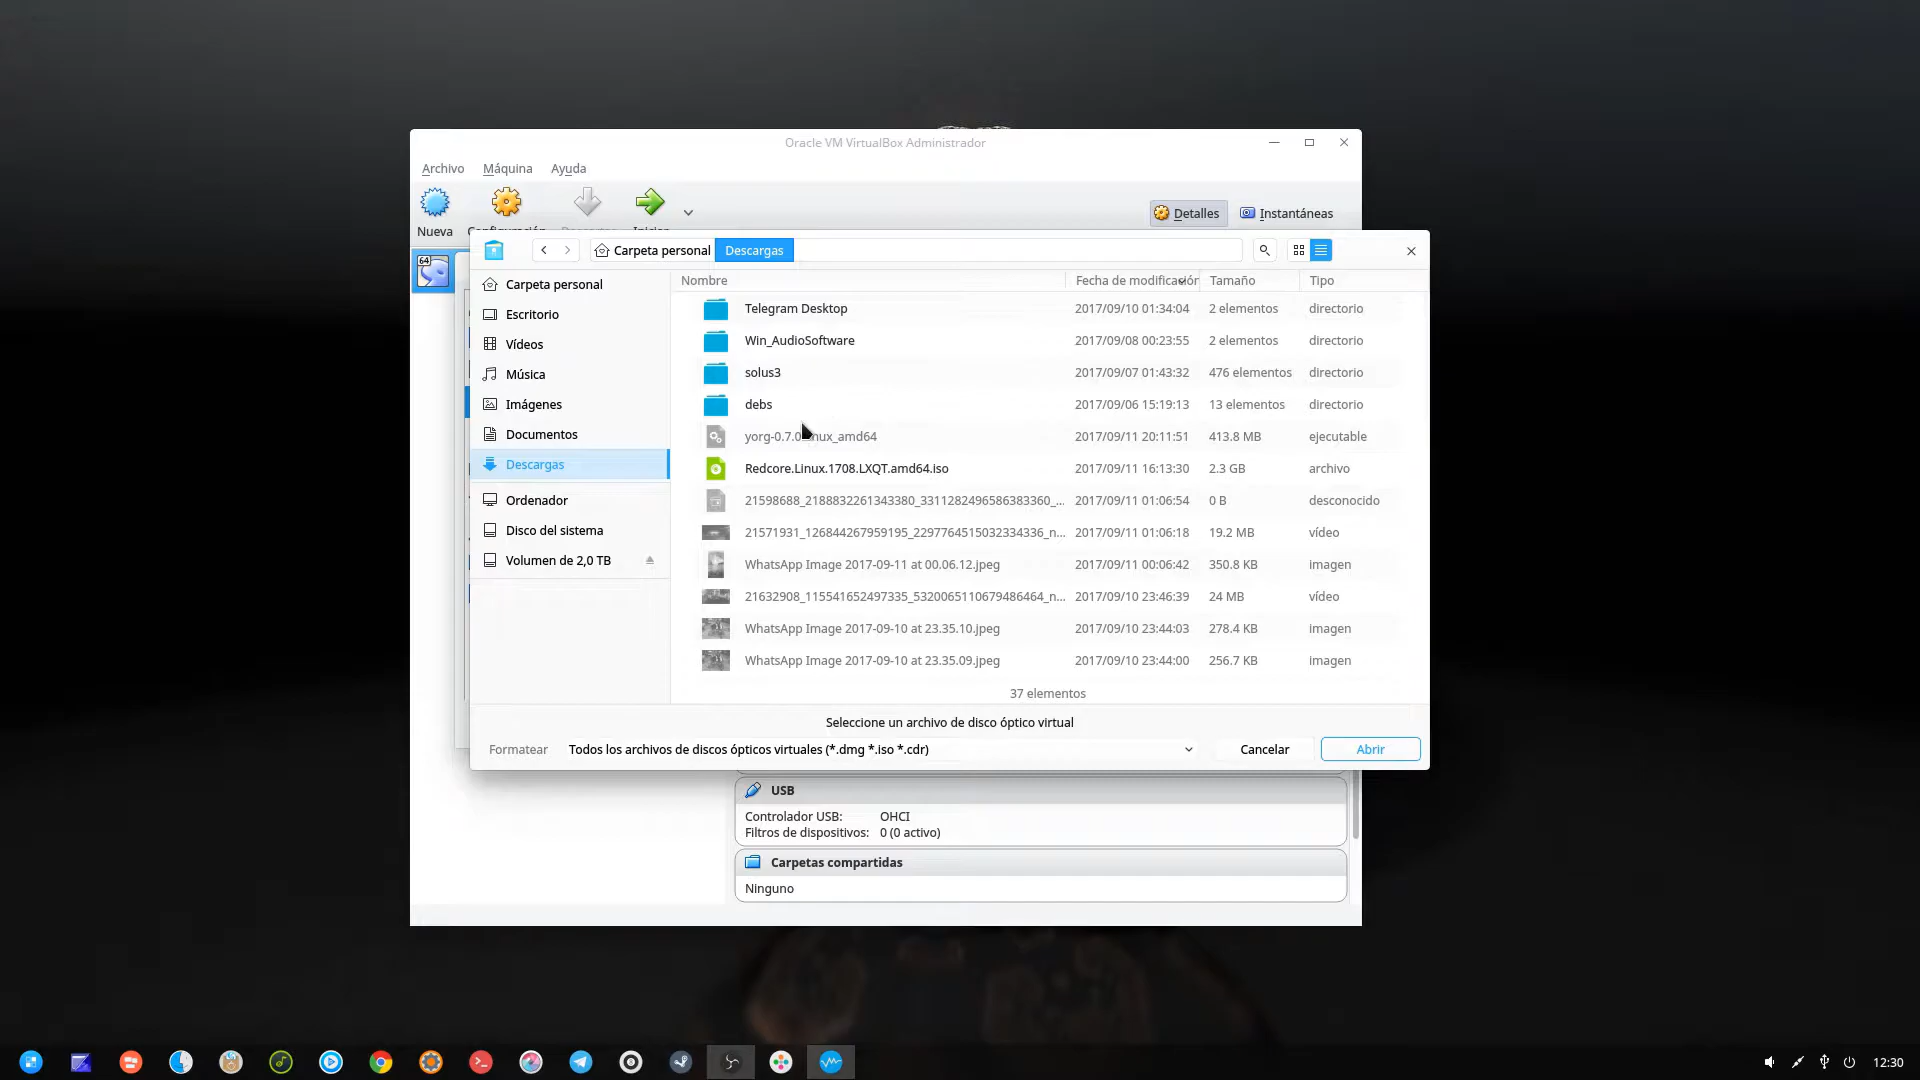 Oracle VM VirtualBox Administrador
Archivo Máquina Ayuda
Detalles Instantáneas
Nueva
64
Carpeta personal Descargas
Nombre Fecha de modificación Tamaño Tipo
Carpeta personal
Escritorio
Vídeos
Música
Imágenes
Documentos
Descargas
Ordenador
Disco del sistema
Volumen de 2,0 TB
Telegram Desktop 2017/09/10 01:34:04 2 elementos directorio
Win_AudioSoftware 2017/09/08 00:23:55 2 elementos directorio
solus3 2017/09/07 01:43:32 476 elementos directorio
debs 2017/09/06 15:19:13 13 elementos directorio
yorg-0.7.0 nux_amd64 2017/09/11 20:11:51 413.8 MB ejecutable
Redcore.Linux.1708.LXQT.amd64.iso 2017/09/11 16:13:30 2.3 GB archivo
21598688_2188832261343380_3311282496586383360_... 2017/09/11 01:06:54 0 B desconocido
21571931_126844267959195_2297764515032334336_n... 2017/09/11 01:06:18 19.2 MB vídeo
WhatsApp Image 2017-09-11 at 00.06.12.jpeg 2017/09/11 00:06:42 350.8 KB imagen
21632908_115541652497335_5320065110679486464_n... 2017/09/10 23:46:39 24 MB vídeo
WhatsApp Image 2017-09-10 at 23.35.10.jpeg 2017/09/10 23:44:03 278.4 KB imagen
WhatsApp Image 2017-09-10 at 23.35.09.jpeg 2017/09/10 23:44:00 256.7 KB imagen
37 elementos
Seleccione un archivo de disco óptico virtual
Formatear Todos los archivos de discos ópticos virtuales (*.dmg *.iso *.cdr) Cancelar Abrir
USB
Controlador USB: OHCI
Filtros de dispositivos: 0 (0 activo)
Carpetas compartidas
Ninguno
12:30